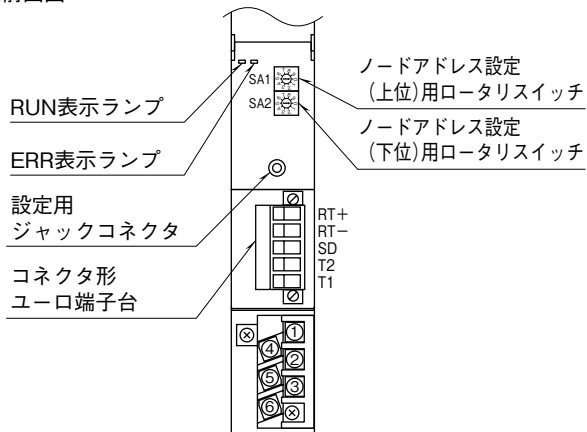 SA1
SA2
ノードアドレス設定
(上位)用ロータリスイッチ
ノードアドレス設定
(下位)用ロータリスイッチ
RUN表示ランプ
ERR表示ランプ
設定用
ジャックコネクタ
コネクタ形
ユーロ端子台
RT+
RT−
SD
T2
T1
①
④
②
⑤
③
⑥